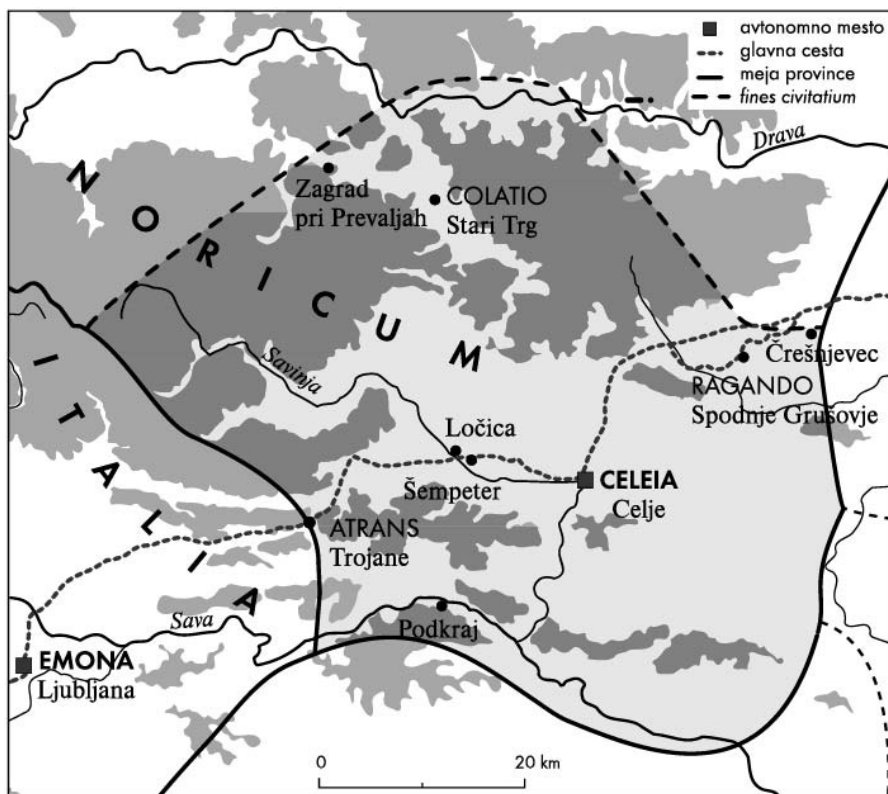 avtonomno mesto
glavna cesta
meja province
fines civitatium
Drava
NORICUM
Zagrad
pri Prevaljah
COLATIO
Stari Trg
Savinja
Črešnjevec
RAGANDO
Spodnje Grušovje
ITALIA
Ločica
Šempeter
CELEIA
Celje
ATRANS
Trojane
Sava
Podkraj
EMONA
Ljubljana
0 20 km